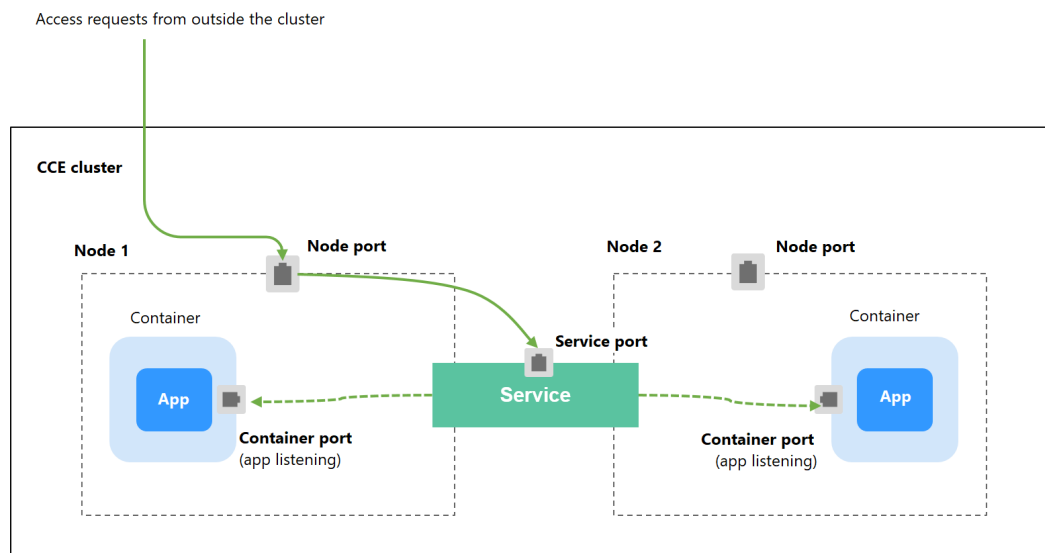 Access requests from outside the cluster
CCE cluster
Node 1
Node port
Node 2
Node port
Container
Container
Service port
App
Service
App
Container port
(app listening)
Container port
(app listening)